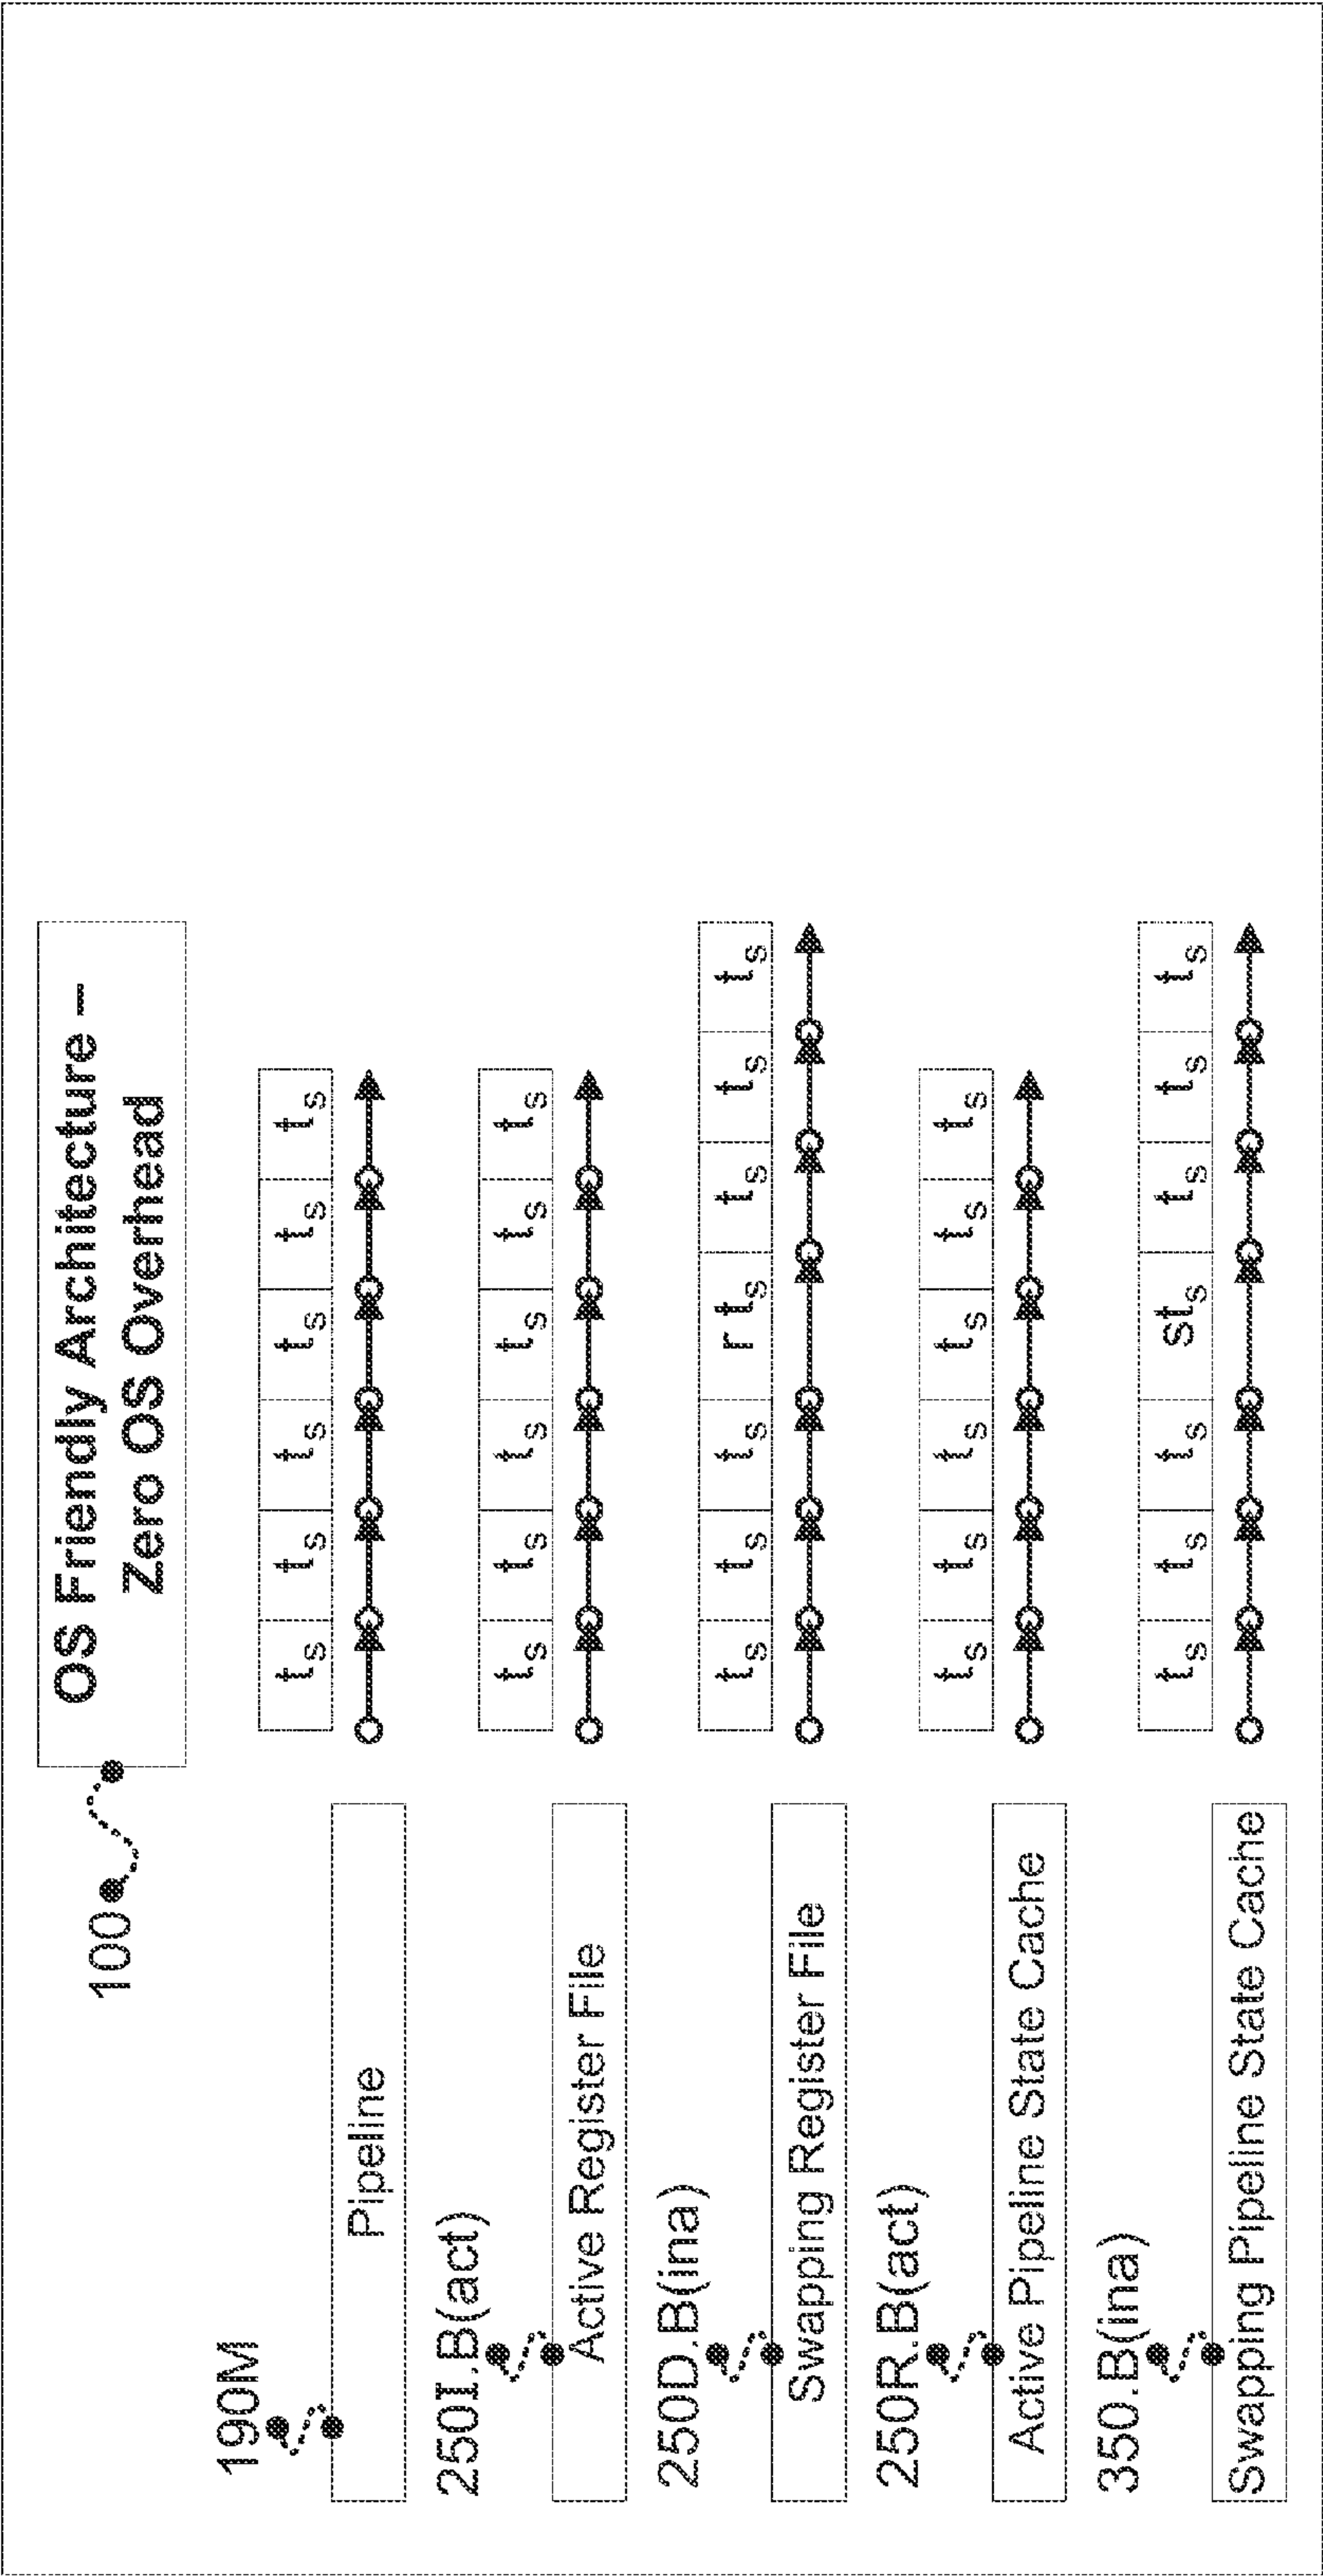 OS Friendly Architecture –
Zero OS Overhead
100
190M
Pipeline
ts ts ts ts ts ts
250I.B(act)
Active Register File
ts ts ts ts ts ts
250D.B(ina)
Swapping Register File
ts ts ts r ts ts ts ts
250R.B(act)
Active Pipeline State Cache
ts ts ts ts ts ts
350.B(ina)
Swapping Pipeline State Cache
ts ts ts sts ts ts ts